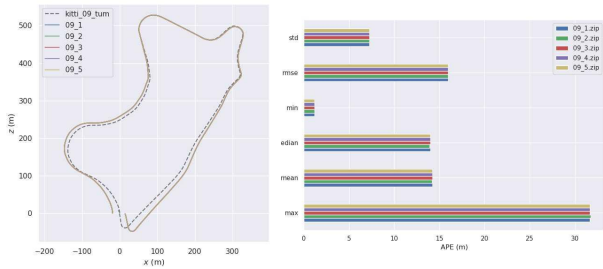 kitti_09_tum
09_1
09_2
09_3
09_4
09_5
500
400
300
200
100
0
z (m)
−200 −100 0 100 200 300
x (m)
09_1.zip
09_2.zip
09_3.zip
09_4.zip
09_5.zip
std
rmse
min
edian
mean
max
0 5 10 15 20 25 30
APE (m)